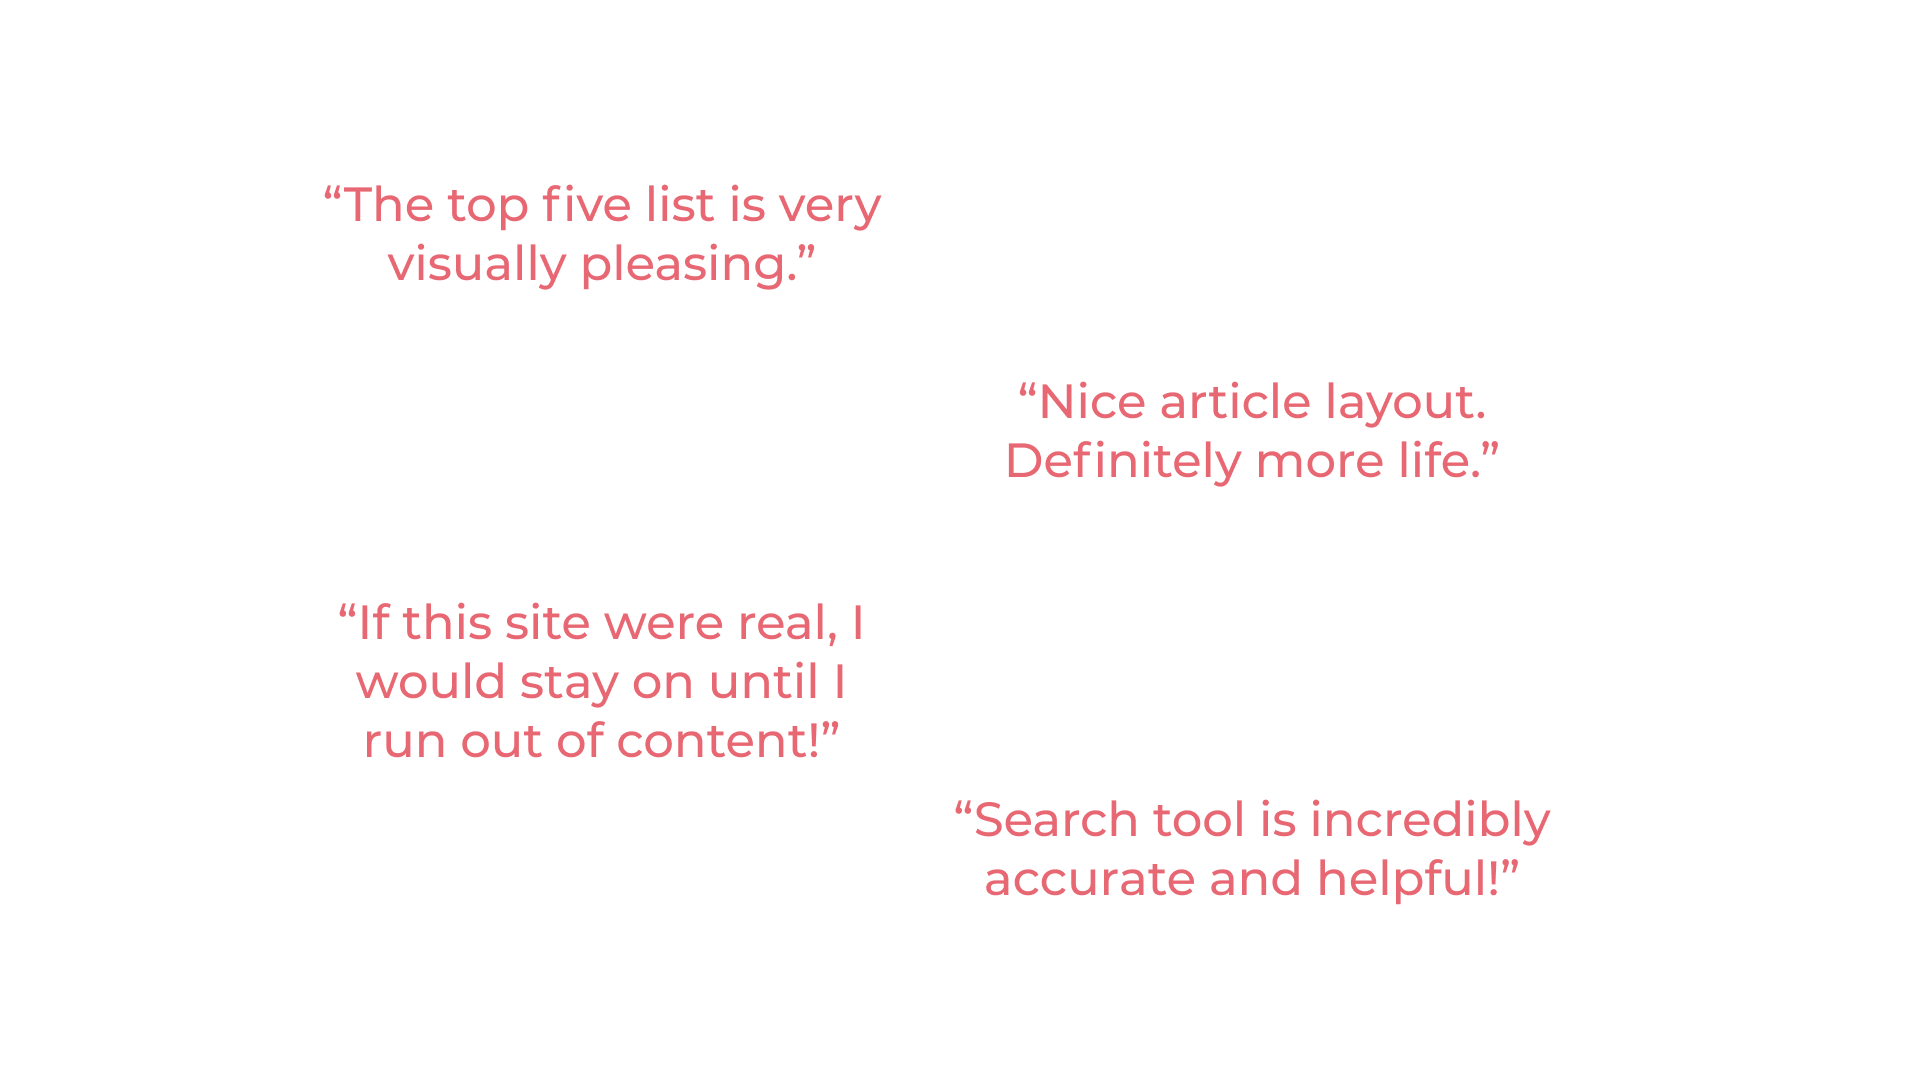 “The top five list is very
visually pleasing.”
“Nice article layout.
Definitely more life.”
“If this site were real, I
would stay on until I
run out of content!”
“Search tool is incredibly
accurate and helpful!”